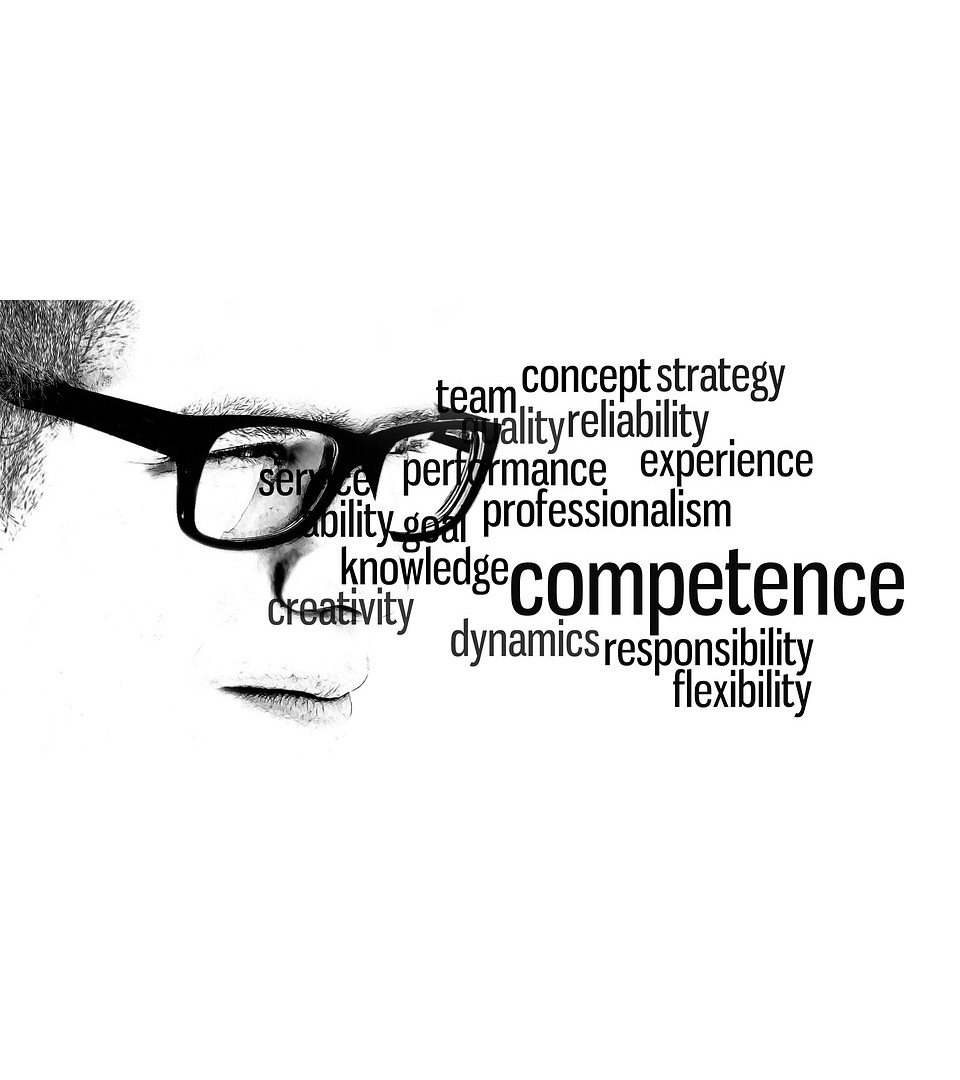 concept strategy
team
quality reliability
service performance experience
ability goal professionalism
knowledge competence
creativity
dynamics responsibility
flexibility